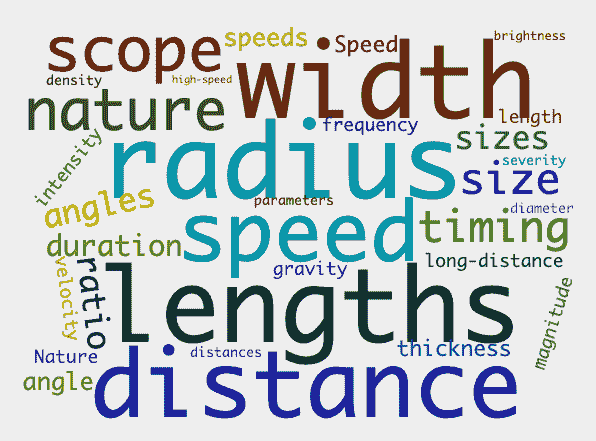 scope
speeds
Speed
brightness
density
high-speed
width
nature
frequency
length
sizes
intensity
radius
severity
size
angles
parameters
diameter
speed
timing
duration
gravity
long-distance
velocity
ratio
lengths
magnitude
Nature
distances
thickness
angle
distance